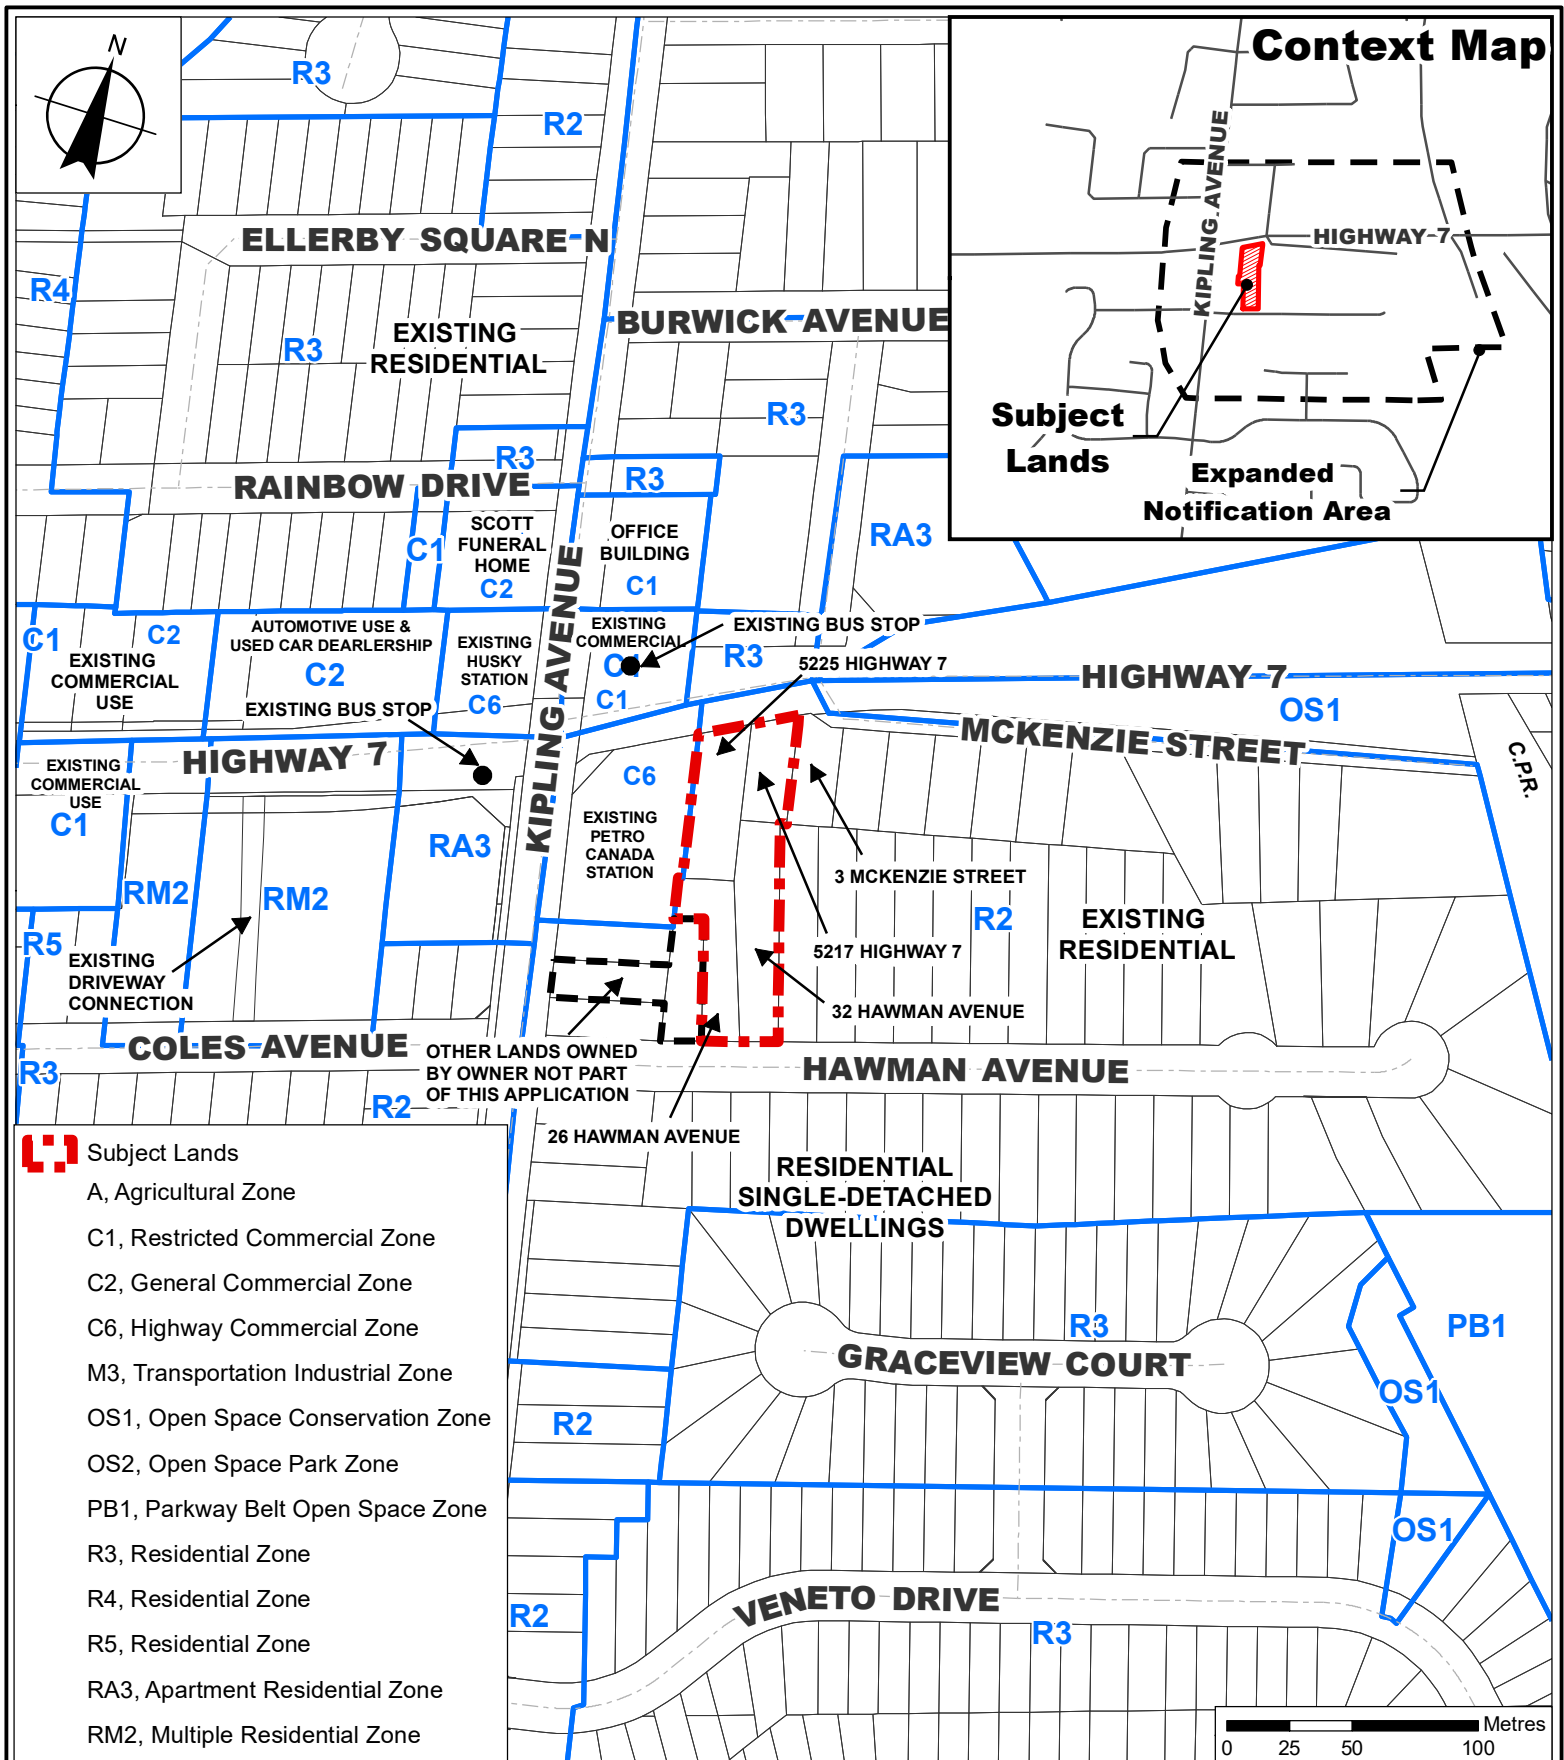 N
Context Map
KIPLING AVENUE
HIGHWAY 7
Subject
Lands
Expanded
Notification Area
R3
R2
ELLERBY SQUARE N
R4
R3
EXISTING
RESIDENTIAL
BURWICK AVENUE
R3
R3
RAINBOW DRIVE
R3
RA3
C1
SCOTT
FUNERAL
HOME
C2
OFFICE
BUILDING
C1
KIPLING AVENUE
C1
C2
EXISTING
COMMERCIAL
USE
AUTOMOTIVE USE &
USED CAR DEARLERSHIP
C2
EXISTING
HUSKY
STATION
C6
EXISTING
COMMERCIAL
C1
C1
EXISTING BUS STOP
R3
5225 HIGHWAY 7
HIGHWAY 7
OS1
EXISTING BUS STOP
HIGHWAY 7
MCKENZIE STREET
C.P.R.
EXISTING
COMMERCIAL
USE
C1
C6
EXISTING
PETRO
CANADA
STATION
RA3
RM2
RM2
3 MCKENZIE STREET
R2
EXISTING
RESIDENTIAL
R5
EXISTING
DRIVEWAY
CONNECTION
5217 HIGHWAY 7
32 HAWMAN AVENUE
COLES AVENUE
OTHER LANDS OWNED
BY OWNER NOT PART
OF THIS APPLICATION
HAWMAN AVENUE
R3
R2
26 HAWMAN AVENUE
RESIDENTIAL
SINGLE-DETACHED
DWELLINGS
R3
PB1
GRACEVIEW COURT
OS1
R2
OS1
VENETO DRIVE
R2
R3
Subject Lands
A, Agricultural Zone
C1, Restricted Commercial Zone
C2, General Commercial Zone
C6, Highway Commercial Zone
M3, Transportation Industrial Zone
OS1, Open Space Conservation Zone
OS2, Open Space Park Zone
PB1, Parkway Belt Open Space Zone
R3, Residential Zone
R4, Residential Zone
R5, Residential Zone
RA3, Apartment Residential Zone
RM2, Multiple Residential Zone
Metres
0 25 50 100